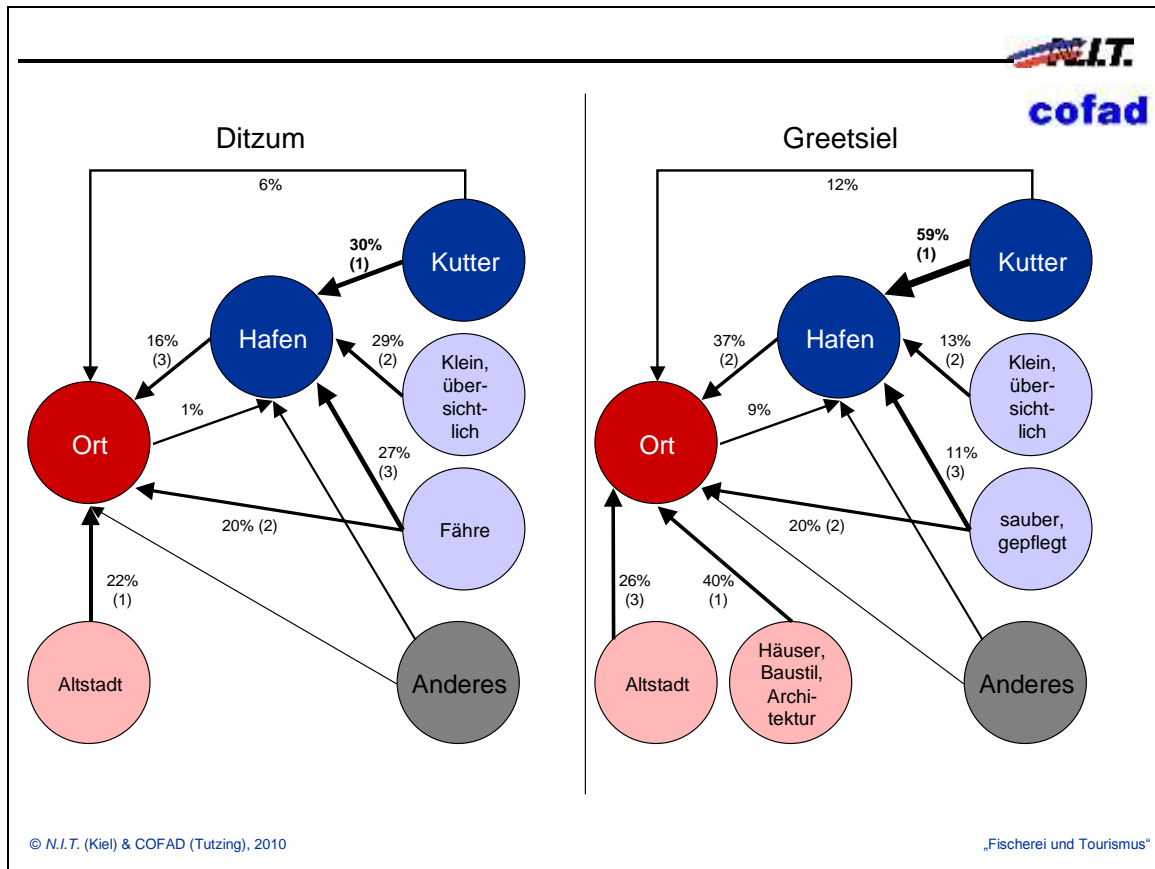 N.I.T.
cofad
Ditzum
6%
30%
(1)
Kutter
Hafen
16%
(3)
29%
(2)
Klein,
über-
sicht-
lich
1%
Ort
27%
(3)
20% (2)
Fähre
22%
(1)
Altstadt
Anderes
Greetsiel
12%
59%
(1)
Kutter
Hafen
37%
(2)
13%
(2)
Klein,
über-
sicht-
lich
9%
Ort
11%
(3)
20% (2)
sauber,
gepflegt
26%
(3)
40%
(1)
Altstadt
Häuser,
Baustil,
Archi-
tektur
Anderes
© N.I.T. (Kiel) & COFAD (Tutzing), 2010
„Fischerei und Tourismus“